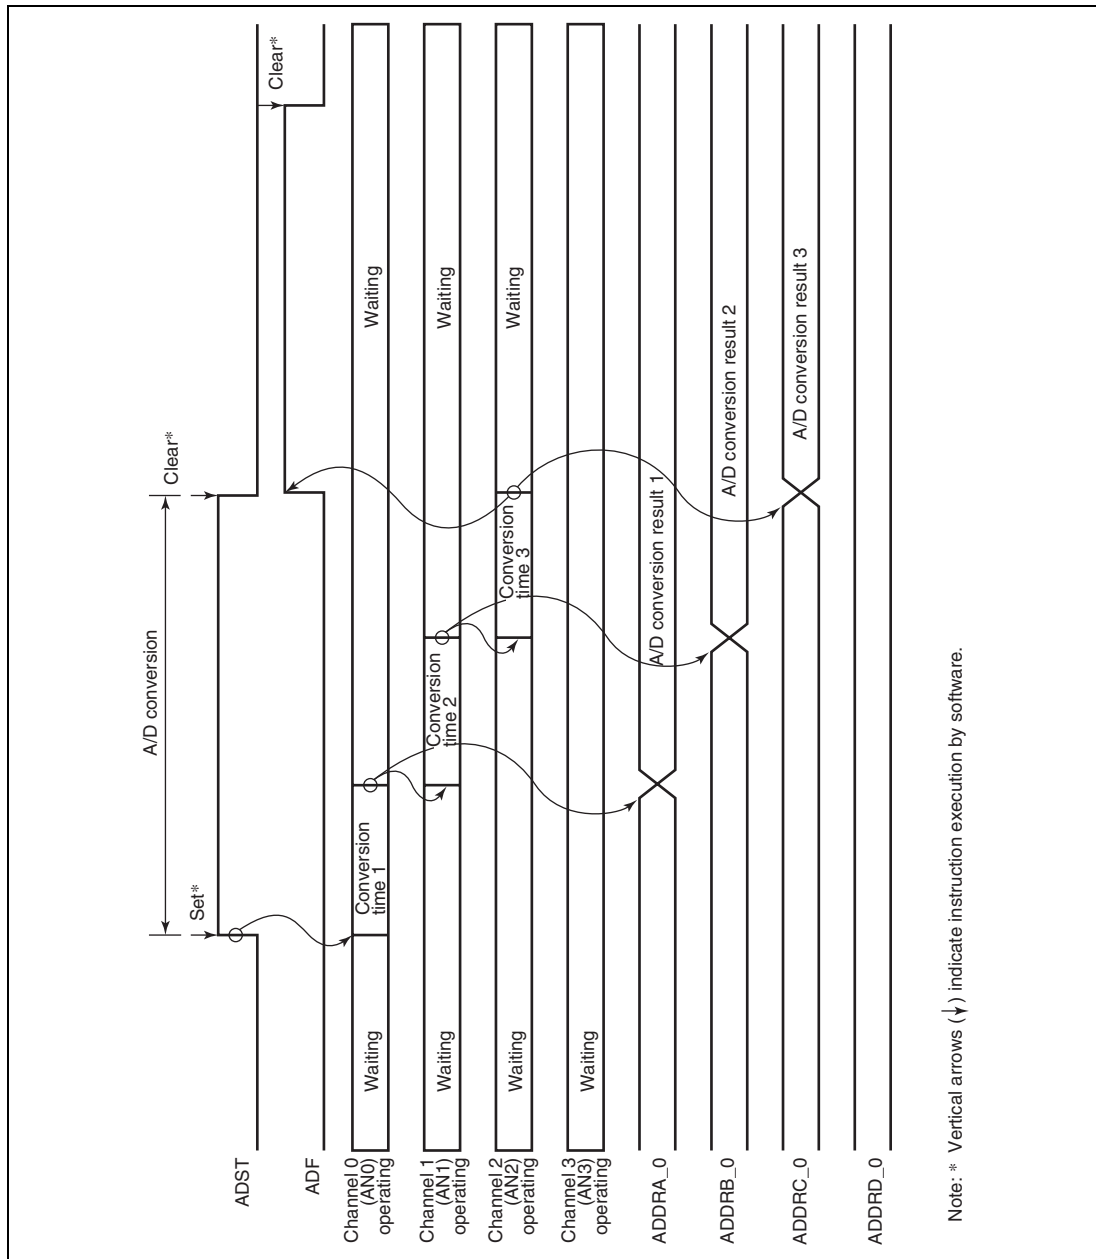 A/D conversion
Set*
Clear*
Clear*
ADST
ADF
Channel 0
(AN0)
operating
Waiting
Conversion
time 1
Waiting
Channel 1
(AN1)
operating
Waiting
Conversion
time 2
Waiting
Channel 2
(AN2)
operating
Waiting
Conversion
time 3
Waiting
Channel 3
(AN3)
operating
Waiting
ADDRA_0
A/D conversion result 1
ADDRB_0
A/D conversion result 2
ADDRC_0
A/D conversion result 3
ADDRD_0
Note: * Vertical arrows (↓) indicate instruction execution by software.